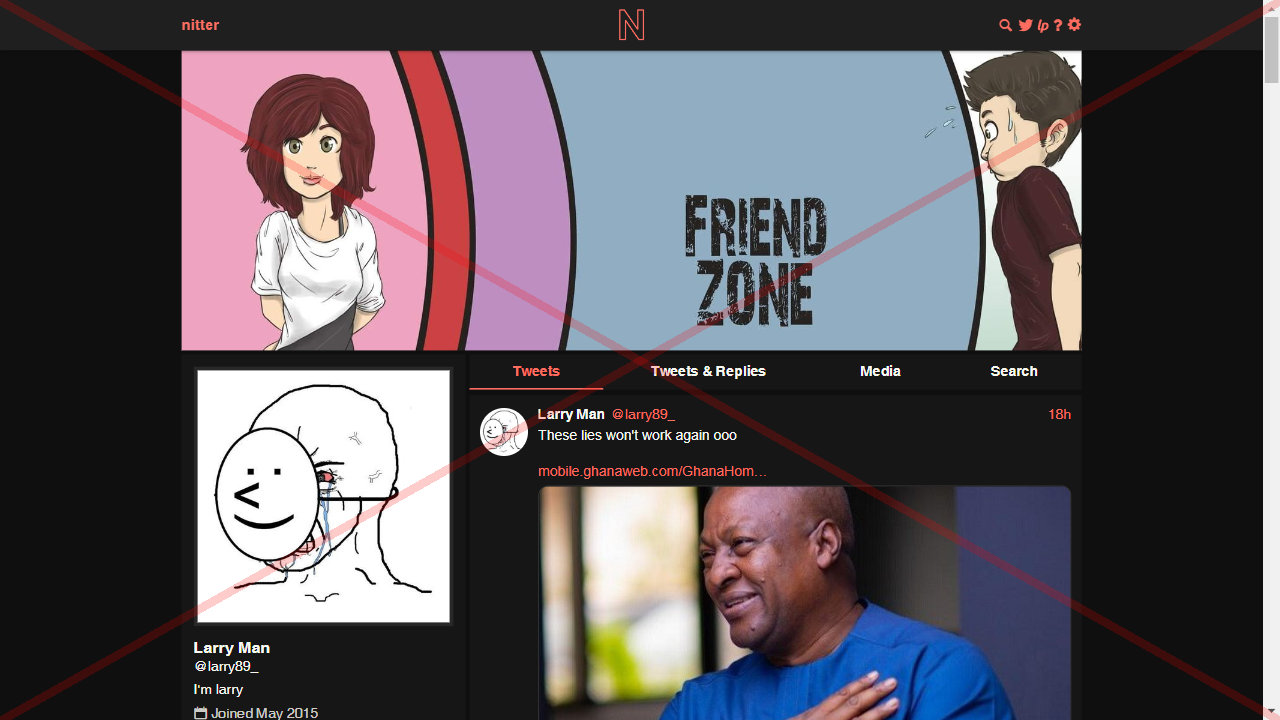 nitter
N
lp ?
FRIEND
ZONE
Tweets
Tweets & Replies
Media
Search
Larry Man @larry89_ 18h
These lies won't work again ooo
mobile.ghanaweb.com/GhanaHom…
Larry Man
@larry89_
I'm larry
Joined May 2015